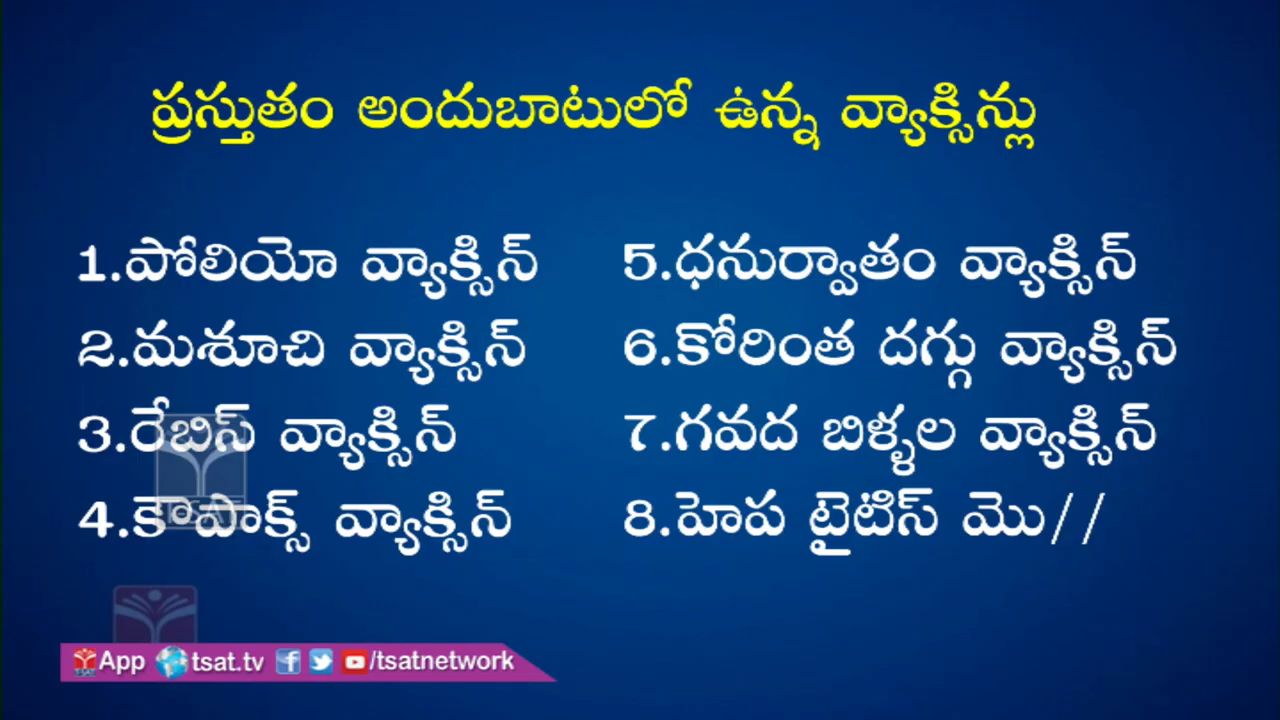 ప్రస్తుతం అందుబాటులో ఉన్న వ్యాక్సిన్లు
1.పోలియో వ్యాక్సిన్
2.మశూచి వ్యాక్సిన్
3.రేబిస్ వ్యాక్సిన్
4.కౌపాక్స్ వ్యాక్సిన్
5.ధనుర్వాతం వ్యాక్సిన్
6.కోరింత దగ్గు వ్యాక్సిన్
7.గవద బిళ్ళల వ్యాక్సిన్
8.హెప టైటిస్ మొ//
TSAT
App tsat.tv /tsatnetwork